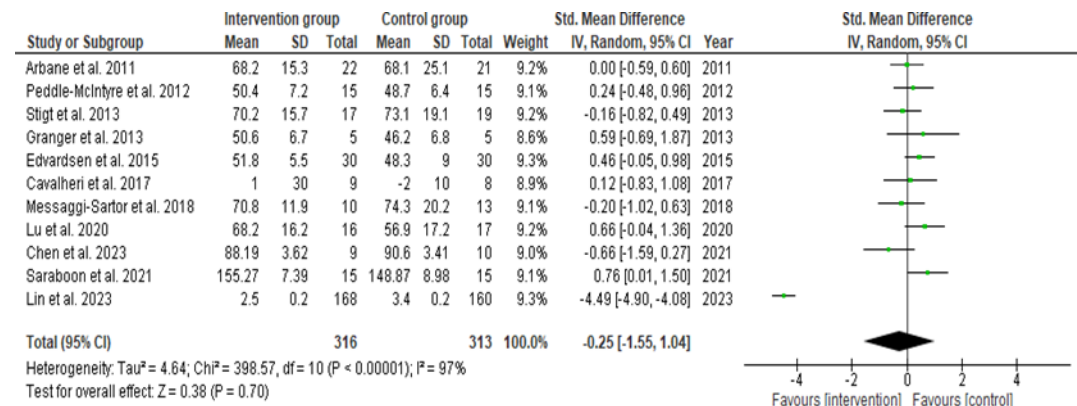 Intervention group Control group Std. Mean Difference Std. Mean Difference
Study or Subgroup Mean SD Total Mean SD Total Weight IV, Random, 95% CI Year IV, Random, 95% CI
Arbane et al. 2011 68.2 15.3 22 68.1 25.1 21 9.2% 0.00 [-0.59, 0.60] 2011
Peddle-McIntyre et al. 2012 50.4 7.2 15 48.7 6.4 15 9.1% 0.24 [-0.48, 0.96] 2012
Stigt et al. 2013 70.2 15.7 17 73.1 19.1 19 9.2% -0.16 [-0.82, 0.49] 2013
Granger et al. 2013 50.6 6.7 5 46.2 6.8 5 8.7% 0.59 [-0.69, 1.87] 2013
Edvardsen et al. 2015 51.8 5.5 30 48.3 9 30 9.2% 0.46 [-0.05, 0.98] 2015
Cavalheri et al. 2017 1 30 9 -2 10 8 9.0% 0.12 [-0.83, 1.08] 2017
Messaggi-Sartor et al. 2018 70.8 11.9 10 74.3 20.2 13 9.1% -0.20 [-1.02, 0.63] 2018
Lu et al. 2020 68.2 16.2 16 56.9 17.2 17 9.1% 0.66 [-0.04, 1.36] 2020
Chen et al. 2023 88.19 3.62 9 90.6 3.41 10 9.0% -0.66 [-1.59, 0.27] 2021
Saraboon et al. 2021 155.27 7.39 15 148.87 8.98 15 9.1% 0.76 [0.01, 1.50] 2021
Lin et al. 2023 2.5 0.2 168 3.4 0.2 160 9.3% -4.49 [-4.90, -4.08] 2023
Total (95% CI) 316 313 100.0% -0.25 [-1.55, 1.04]
Heterogeneity: Tau² = 4.64; Chi² = 398.57, df = 10 (P < 0.00001); I² = 97%
Test for overall effect: Z = 0.38 (P = 0.70)
-4 -2 0 2 4
Favours [intervention] Favours [control]